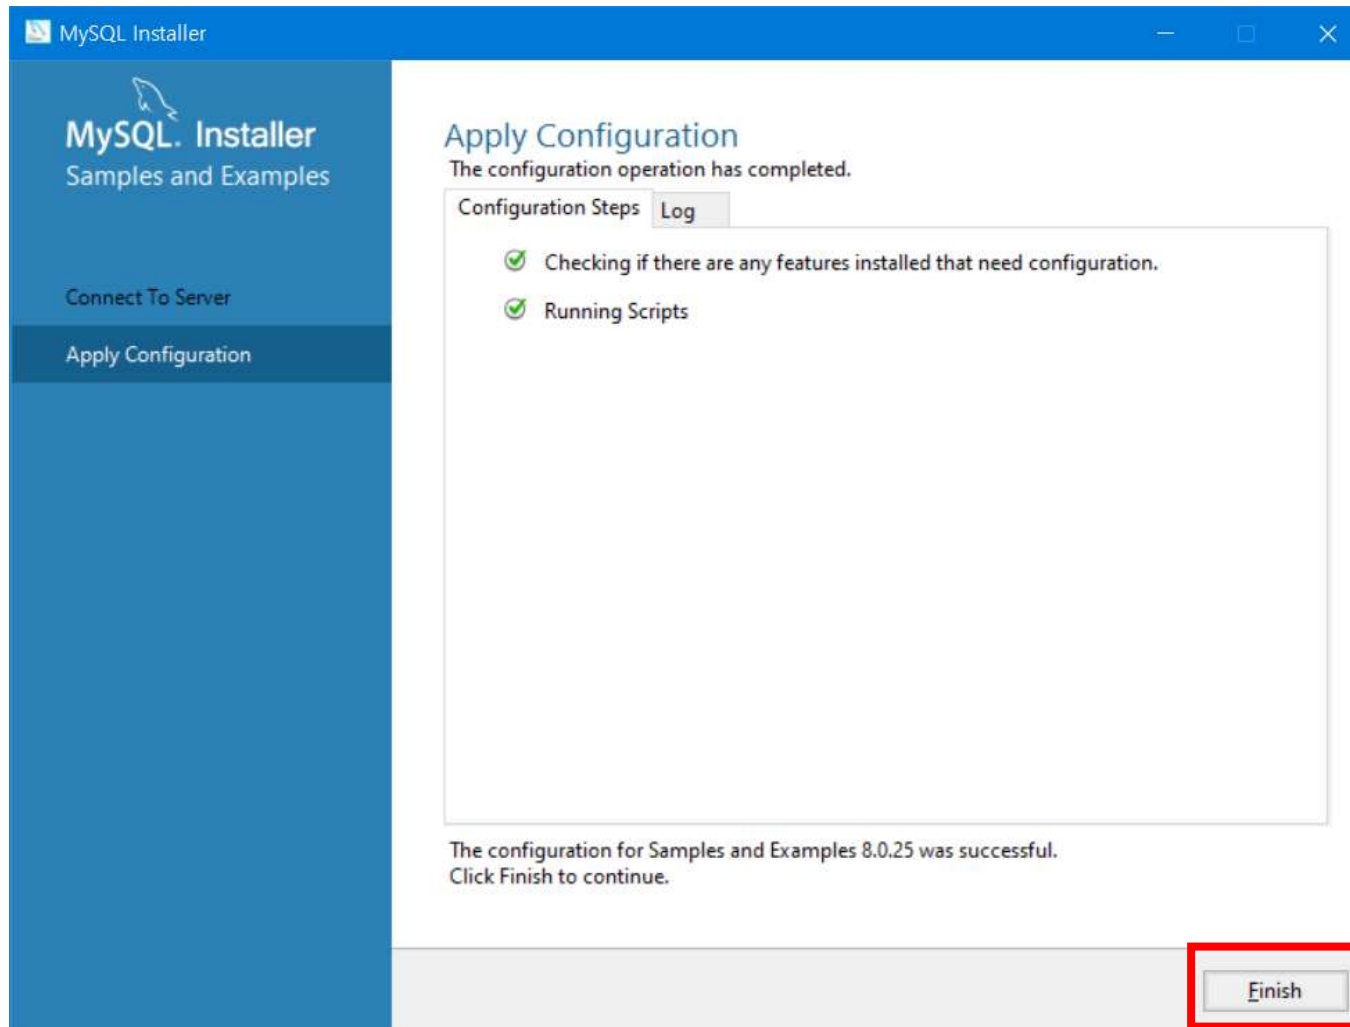 MySQL Installer
MySQL. Installer
Samples and Examples
Connect To Server
Apply Configuration
Apply Configuration
The configuration operation has completed.
Configuration Steps
Log
Checking if there are any features installed that need configuration.
Running Scripts
The configuration for Samples and Examples 8.0.25 was successful.
Click Finish to continue.
Finish